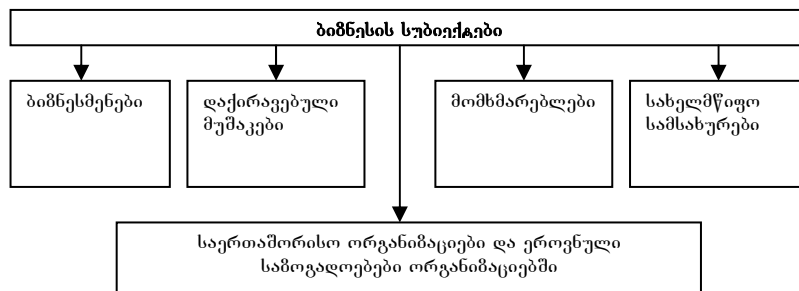 ბიზნესის სუბიექტები
ბიზნესმენები
დაქირავებული
მუშაკები
მომხმარებლები
სახელმწიფო
სამსახურები
საერთაშორისო ორგანიზაციები და ეროვნული
საზოგადოებები ორგანიზაციებში